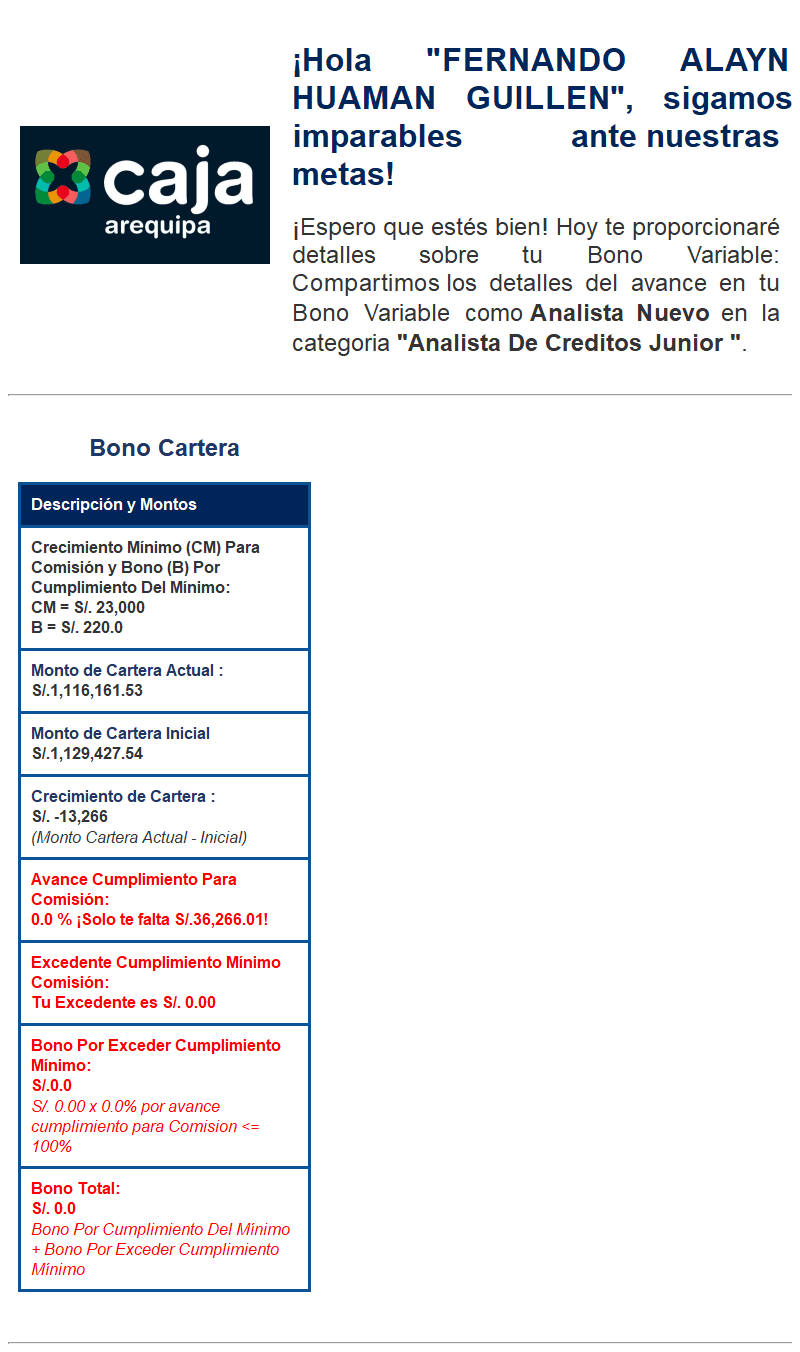 ¡Hola "FERNANDO ALAYN
HUAMAN GUILLEN", sigamos
imparables ante nuestras
metas!
caja
arequipa
¡Espero que estés bien! Hoy te proporcionaré
detalles sobre tu Bono Variable:
Compartimos los detalles del avance en tu
Bono Variable como Analista Nuevo en la
categoria "Analista De Creditos Junior ".
Bono Cartera
Descripción y Montos
Crecimiento Mínimo (CM) Para
Comisión y Bono (B) Por
Cumplimiento Del Mínimo:
CM = S/. 23,000
B = S/. 220.0
Monto de Cartera Actual :
S/.1,116,161.53
Monto de Cartera Inicial
S/.1,129,427.54
Crecimiento de Cartera :
S/. -13,266
(Monto Cartera Actual - Inicial)
Avance Cumplimiento Para
Comisión:
0.0 % ¡Solo te falta S/.36,266.01!
Excedente Cumplimiento Mínimo
Comisión:
Tu Excedente es S/. 0.00
Bono Por Exceder Cumplimiento
Mínimo:
S/.0.0
S/. 0.00 x 0.0% por avance
cumplimiento para Comision <=
100%
Bono Total:
S/. 0.0
Bono Por Cumplimiento Del Mínimo
+ Bono Por Exceder Cumplimiento
Mínimo